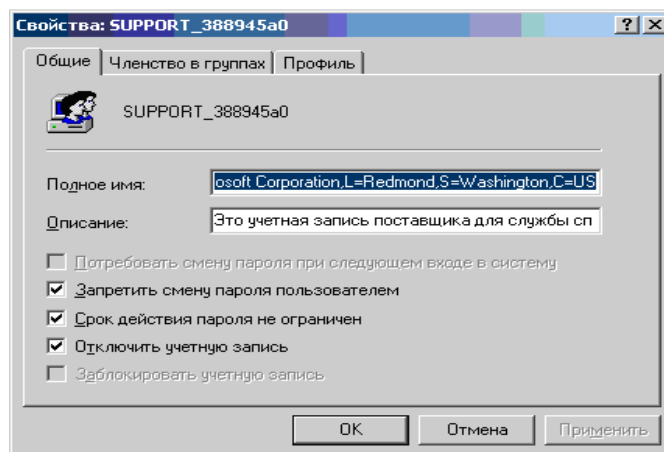 Свойства: SUPPORT_388945a0
Общие Членство в группах Профиль
SUPPORT_388945a0
Полное имя: osoft Corporation,L=Redmond,S=Washington,C=US
Описание: Это учетная запись поставщика для службы сп
Потребовать смену пароля при следующем входе в систему
Запретить смену пароля пользователем
Срок действия пароля не ограничен
Отключить учетную запись
Заблокировать учетную запись
OK Отмена Применить